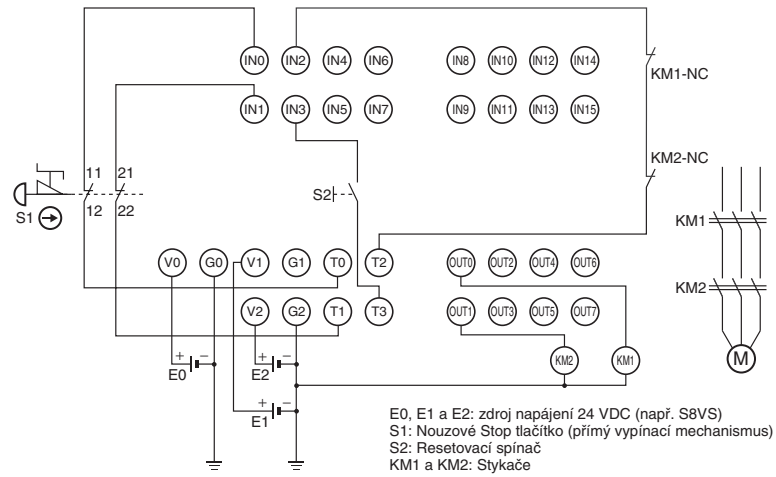 IN0 IN2 IN4 IN6 IN8 IN10 IN12 IN14
KM1-NC
IN1 IN3 IN5 IN7 IN9 IN11 IN13 IN15
KM2-NC
11 21
S2
12 22
S1
KM1
V0 G0 V1 G1 T0 T2 OUT0 OUT2 OUT4 OUT6
KM2
V2 G2 T1 T3 OUT1 OUT3 OUT5 OUT7
+ − + − KM2 KM1 M
E0 E2
+ −
E1
E0, E1 a E2: zdroj napájení 24 VDC (např. S8VS)
S1: Nouzové Stop tlačítko (přímý vypínací mechanismus)
S2: Resetovací spínač
KM1 a KM2: Stykače